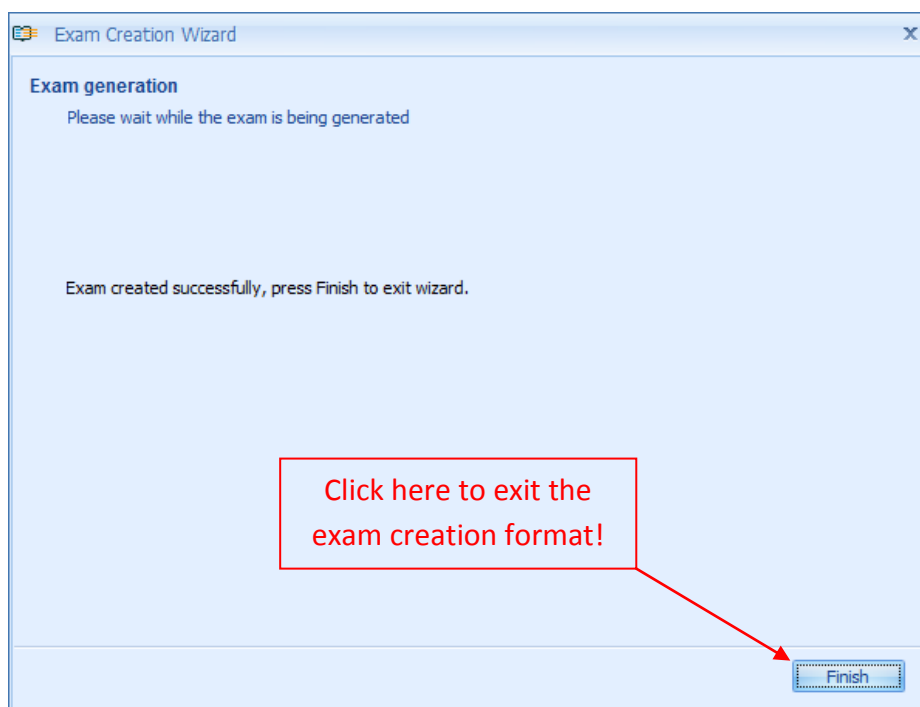 Exam Creation Wizard
x
Exam generation
Please wait while the exam is being generated
Exam created successfully, press Finish to exit wizard.
Click here to exit the
exam creation format!
Finish